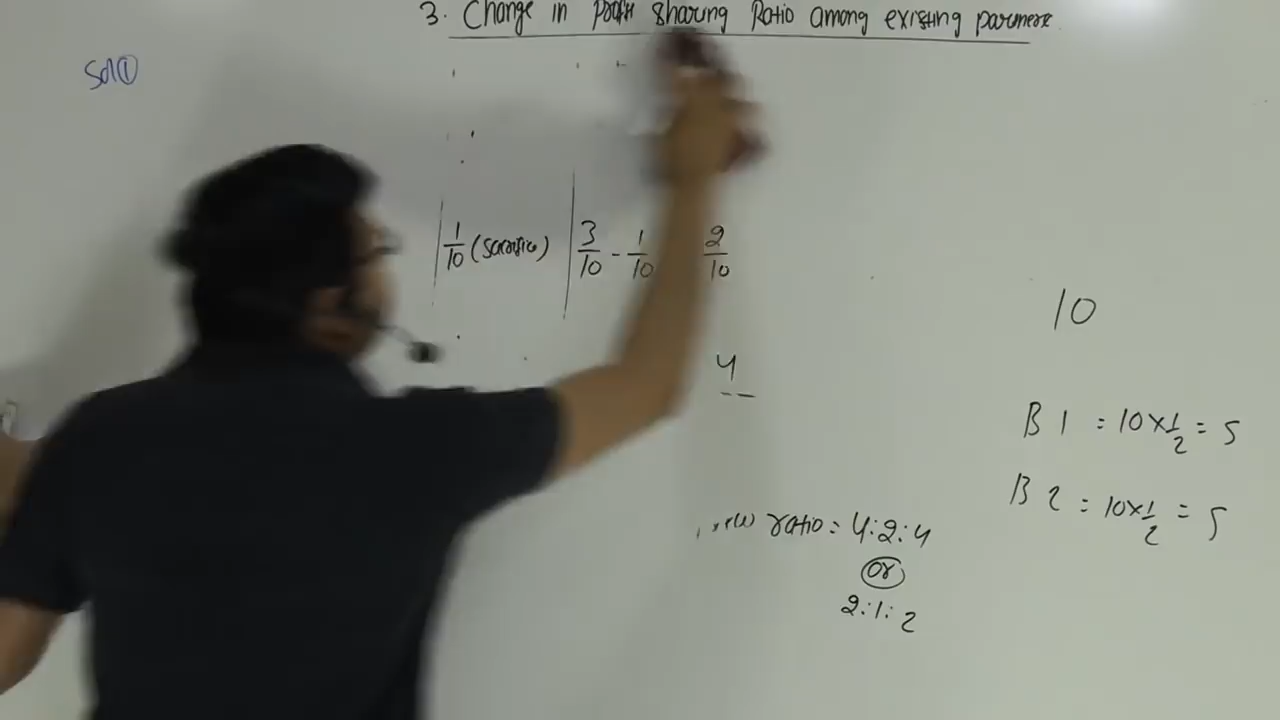 3. Change in Profit Sharing Ratio among existing parnners
Sol ①
1/10 (Sacrifice) | 3/10 - 1/10 2/10
10
4
B 1 = 10×1/2 = 5
B 2 = 10×1/2 = 5
ratio = 4:2:4
or
2:1:2